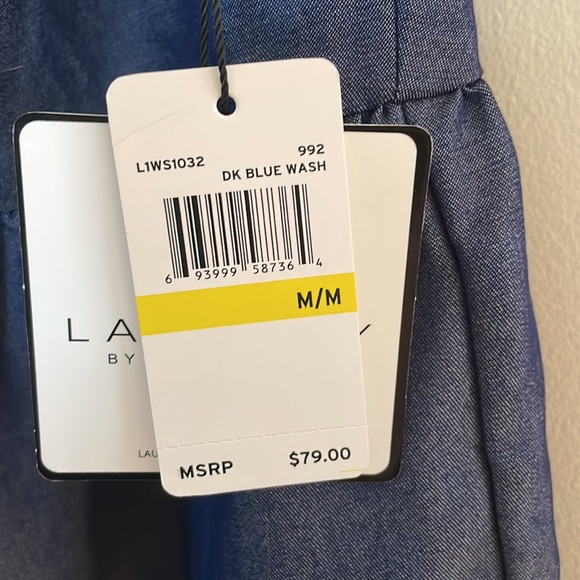 L1WS1032 992
DK BLUE WASH
6 93999 58736 4
M/M
MSRP $79.00
LA
BY
LAU